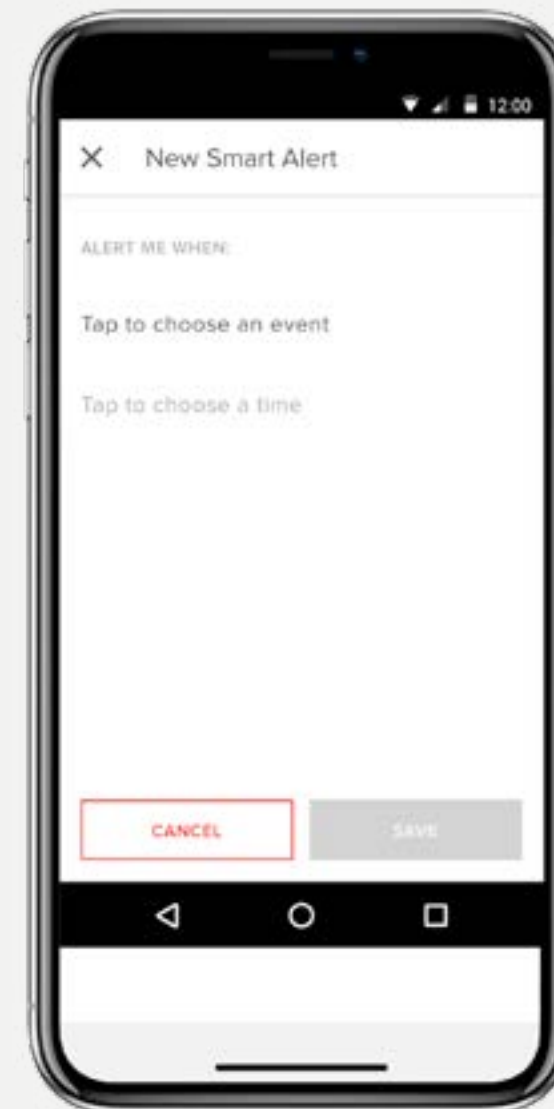 12:00
New Smart Alert
ALERT ME WHEN:
Tap to choose an event
Tap to choose a time
CANCEL
SAVE